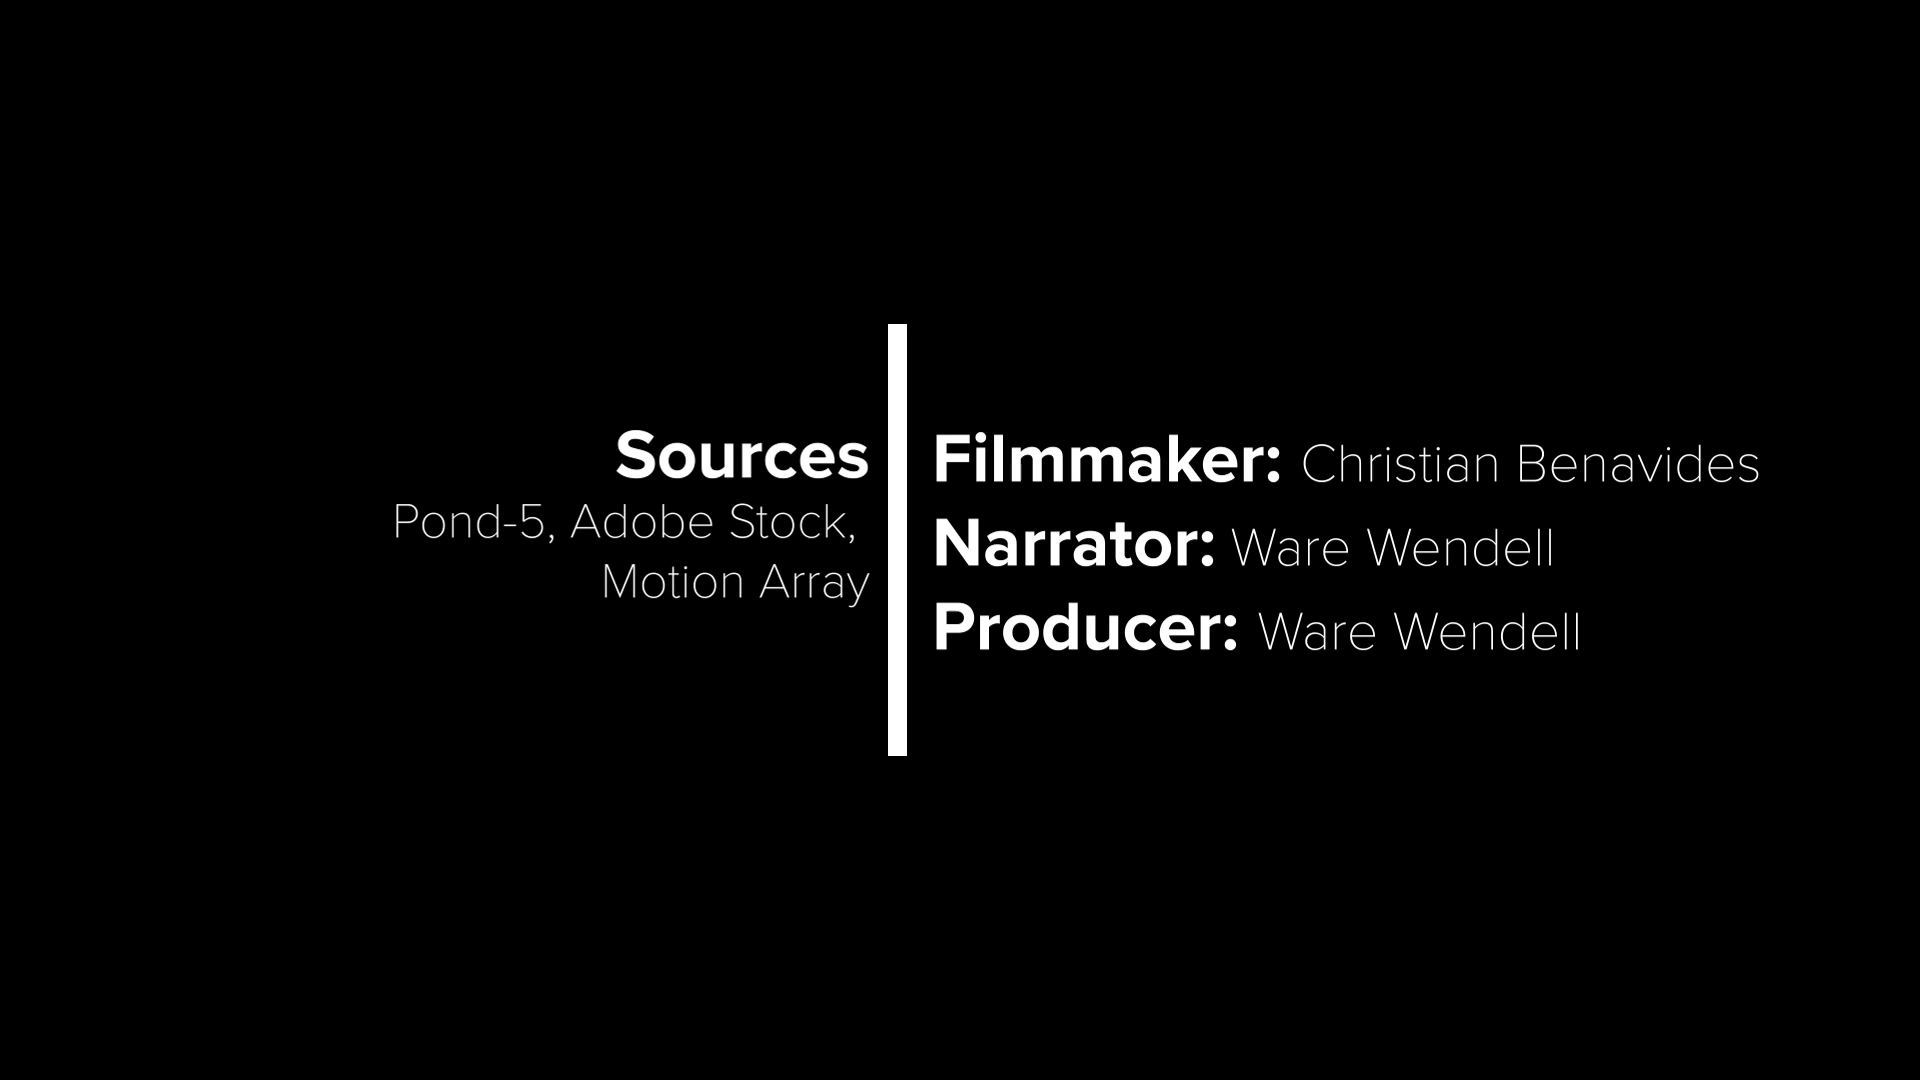 Sources
Pond-5, Adobe Stock,
Motion Array
Filmmaker: Christian Benavides
Narrator: Ware Wendell
Producer: Ware Wendell